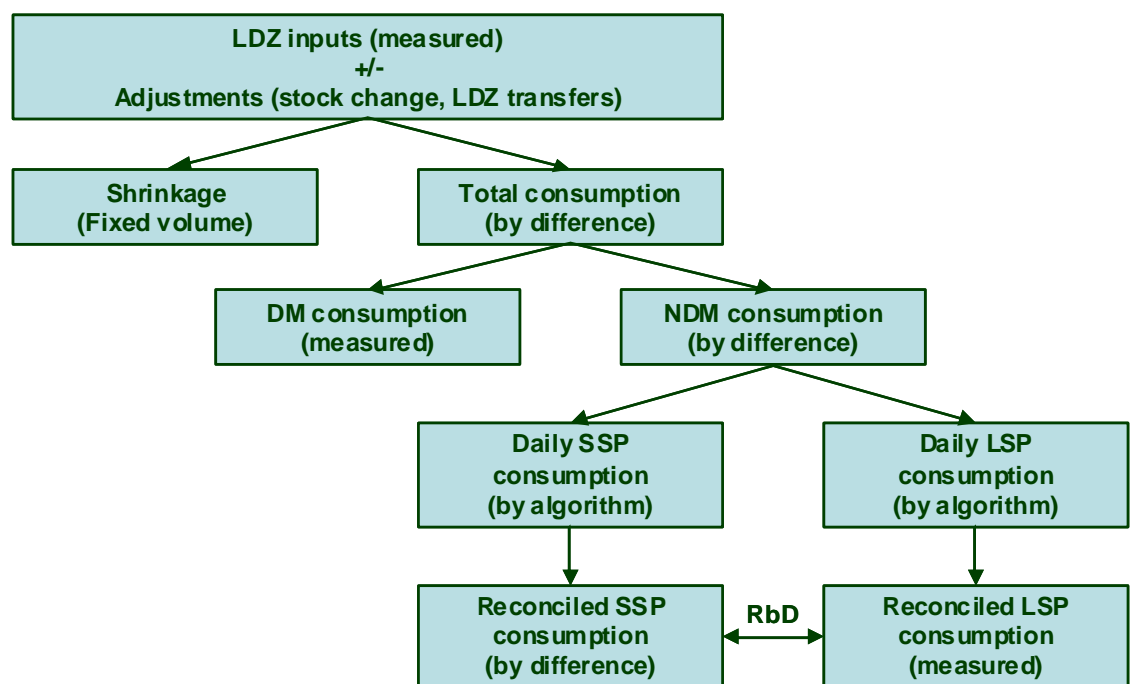 LDZ inputs (measured)
+/-
Adjustments (stock change, LDZ transfers)
Shrinkage
(Fixed volume)
Total consumption
(by difference)
DM consumption
(measured)
NDM consumption
(by difference)
Daily SSP
consumption
(by algorithm)
Daily LSP
consumption
(by algorithm)
Reconciled SSP
consumption
(by difference)
RbD
Reconciled LSP
consumption
(measured)